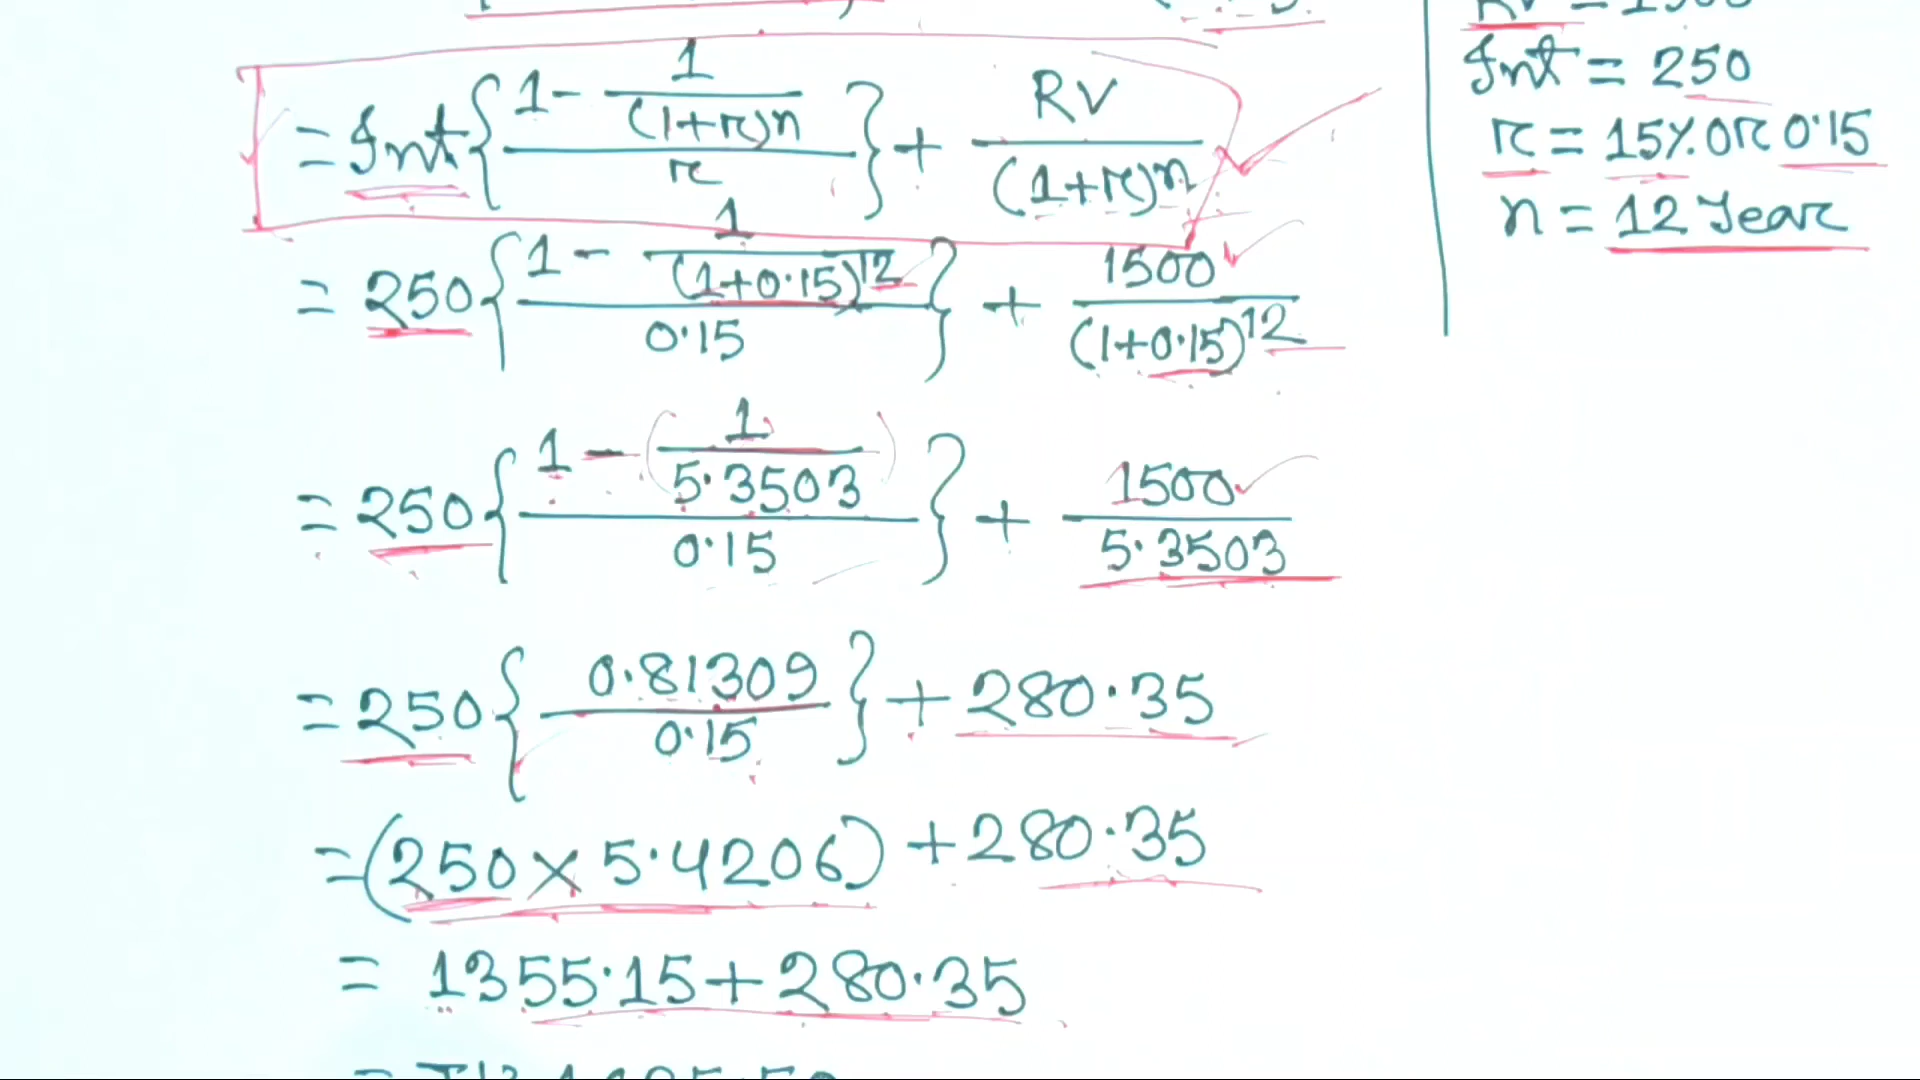 = Int { 1 - 1/(1+r)n / r } + RV/(1+r)n
= 250 { 1 - 1/(1+0.15)^12 / 0.15 } + 1500/(1+0.15)^12
= 250 { 1 - ( 1/5.3503 ) / 0.15 } + 1500/5.3503
= 250 { 0.81309/0.15 } + 280.35
= (250 × 5.4206) + 280.35
= 1355.15 + 280.35
Int = 250
r = 15% or 0.15
n = 12 Year